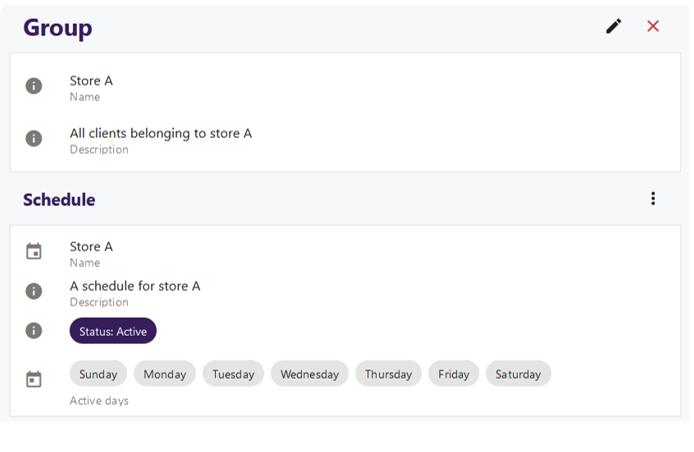 Group
Store A
Name
All clients belonging to store A
Description
Schedule
Store A
Name
A schedule for store A
Description
Status: Active
Sunday Monday Tuesday Wednesday Thursday Friday Saturday
Active days